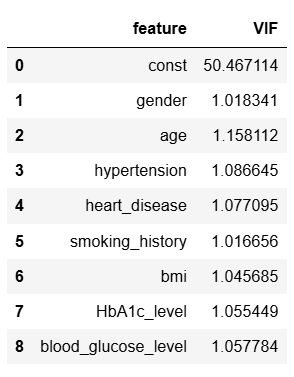 feature VIF
0 const 50.467114
1 gender 1.018341
2 age 1.158112
3 hypertension 1.086645
4 heart_disease 1.077095
5 smoking_history 1.016656
6 bmi 1.045685
7 HbA1c_level 1.055449
8 blood_glucose_level 1.057784